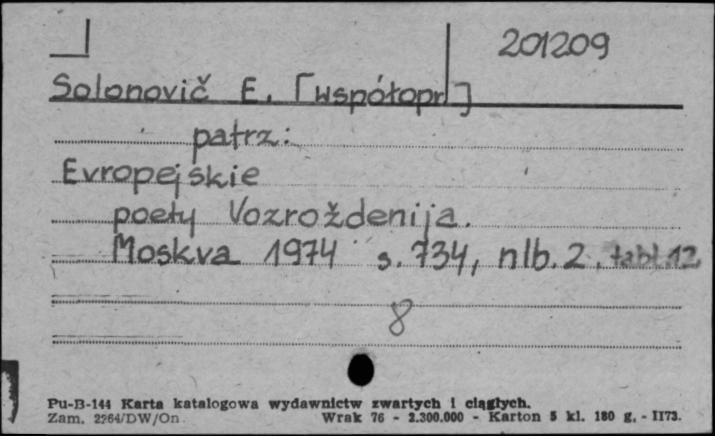 201209
Solonovič E. [współopr]
patrz:
Evropejskie
poety Vozroždenija.
Moskva 1974 s. 734, nlb. 2, tabl. 12.
8
Pu-B-144 Karta katalogowa wydawnictw zwartych i ciągłych.
Zam. 2264/DW/On. Wrak 76 - 2.300.000 - Karton 5 kl. 180 g. - II73.